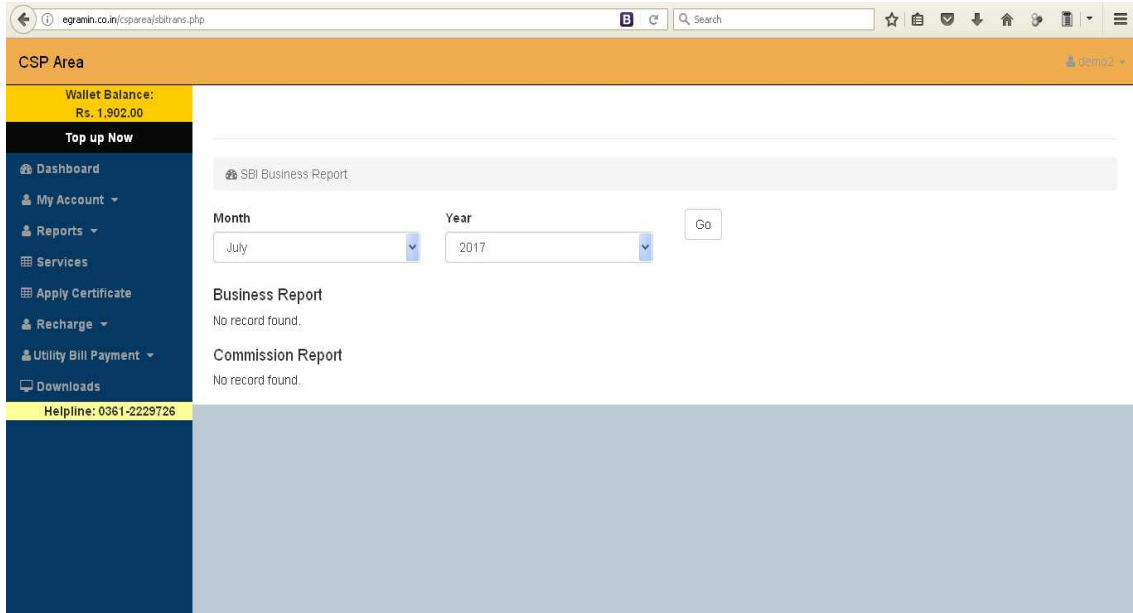 egramin.co.in/csparea/sbitrans.php
B
Search
CSP Area
demo2
Wallet Balance:
Rs. 1,902.00
Top up Now
Dashboard
My Account
Reports
Services
Apply Certificate
Recharge
Utility Bill Payment
Downloads
Helpline: 0361-2229726
SBI Business Report
Month
Year
July
2017
Go
Business Report
No record found.
Commission Report
No record found.